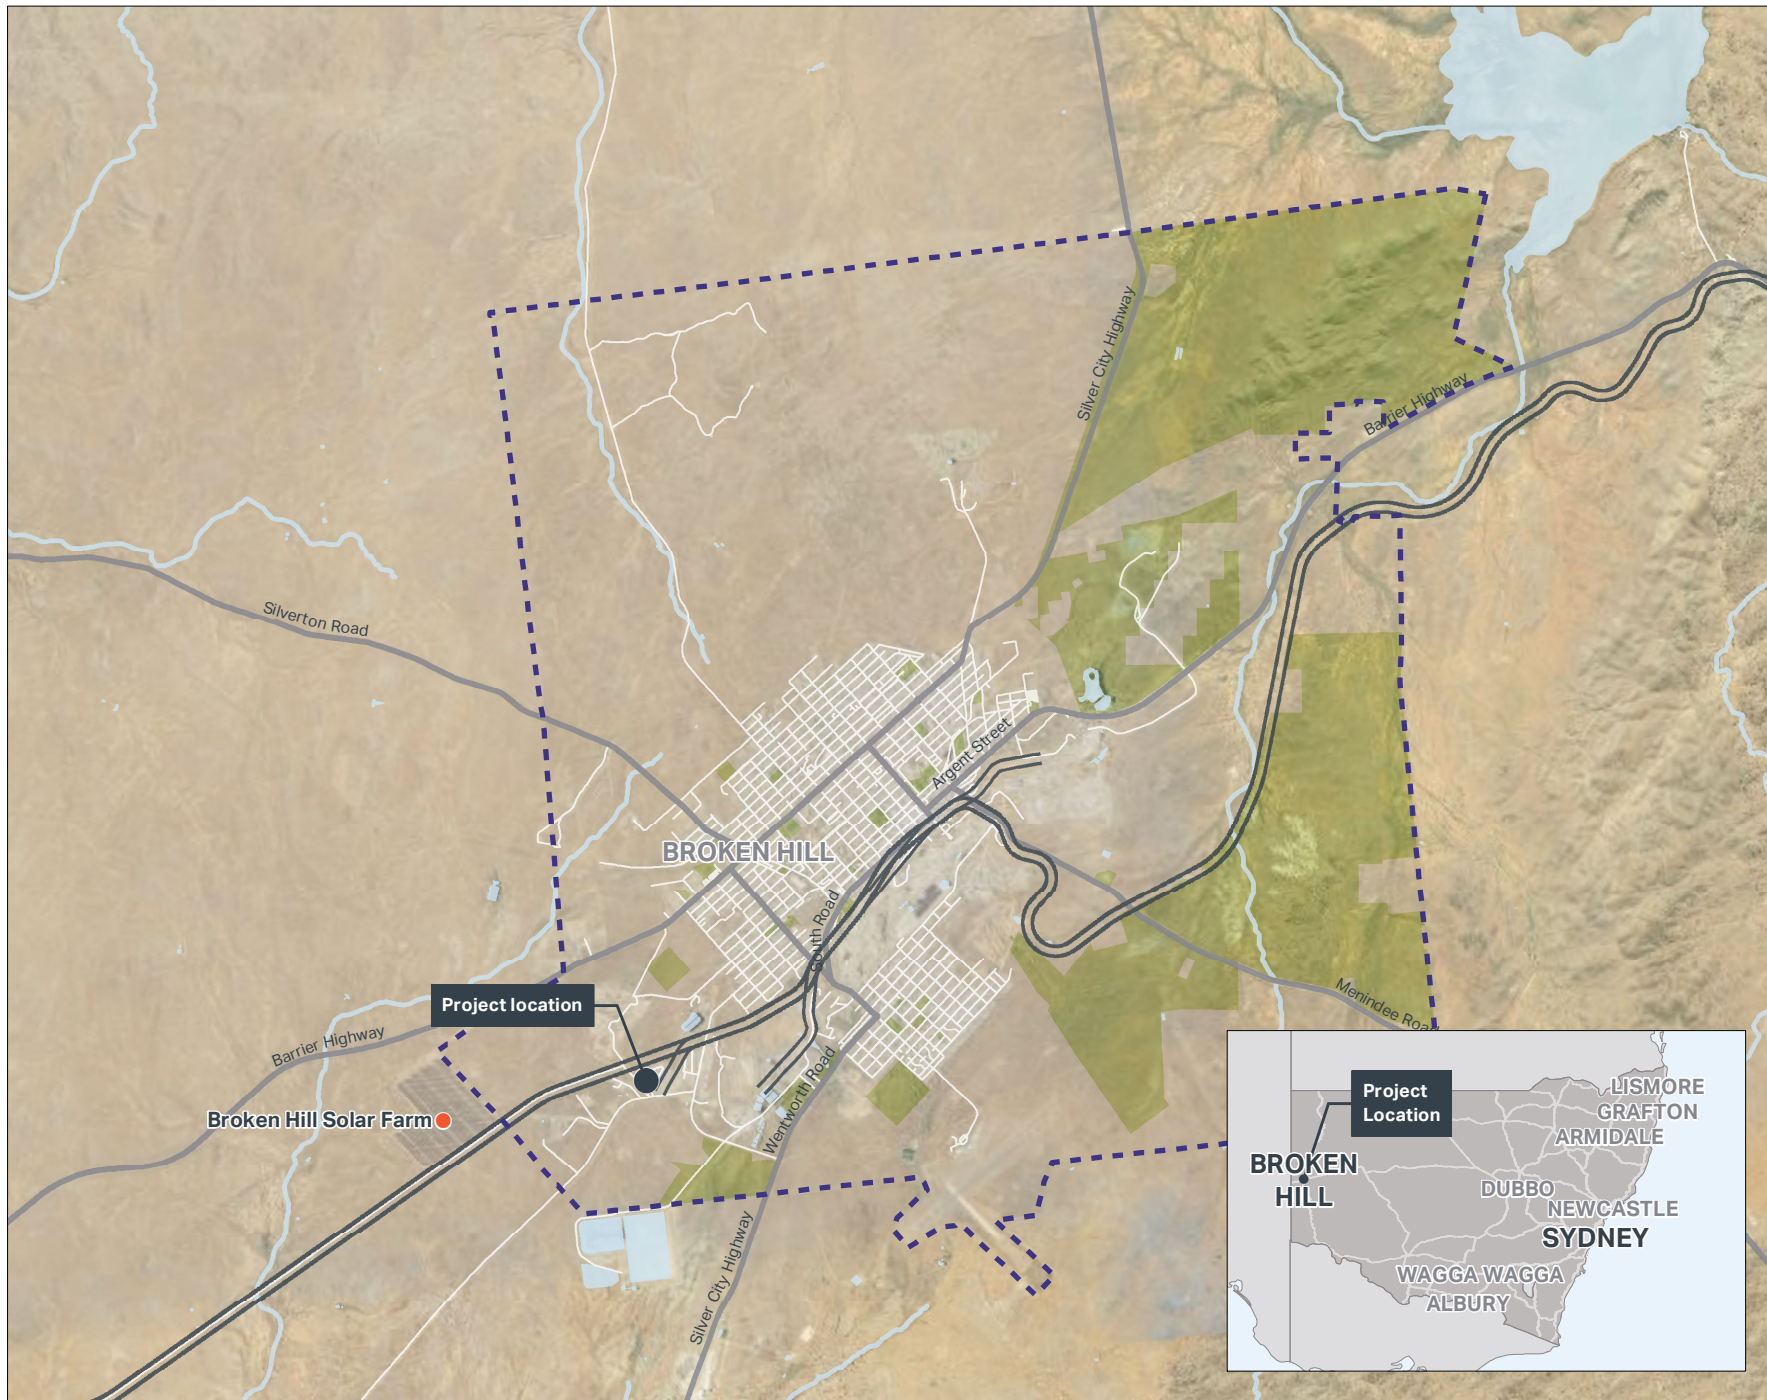 Silver City Highway
Barrier Highway
Silverton Road
Argent Street
BROKEN HILL
South Road
Project location
Menindee Road
Barrier Highway
Wentworth Road
Broken Hill Solar Farm
Silver City Highway
Project
Location
LISMORE
GRAFTON
ARMIDALE
BROKEN
HILL
DUBBO
NEWCASTLE
SYDNEY
WAGGA WAGGA
ALBURY